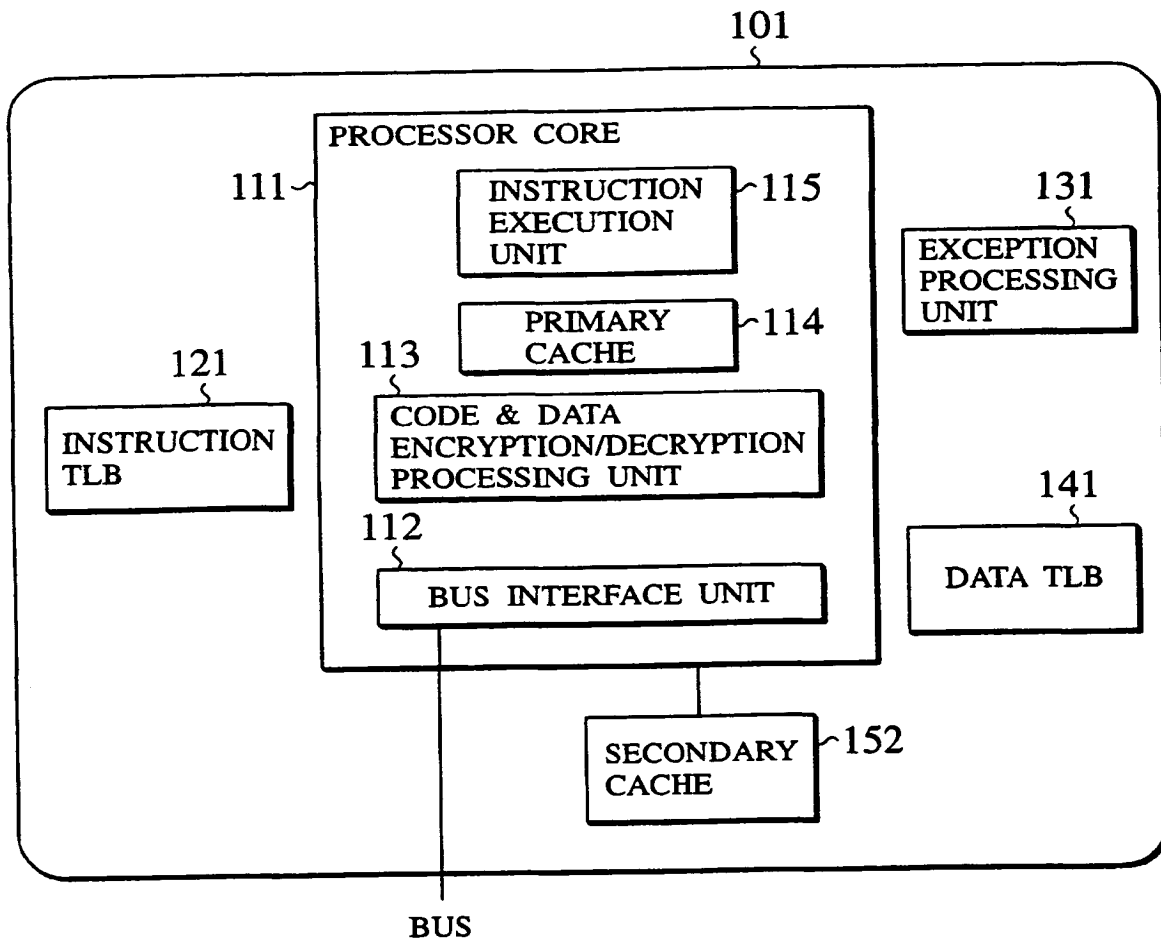 101
PROCESSOR CORE
111
INSTRUCTION
EXECUTION
UNIT
115
131
EXCEPTION
PROCESSING
UNIT
PRIMARY
CACHE
114
121
INSTRUCTION
TLB
113
CODE & DATA
ENCRYPTION/DECRYPTION
PROCESSING UNIT
141
DATA TLB
112
BUS INTERFACE UNIT
SECONDARY
CACHE
152
BUS